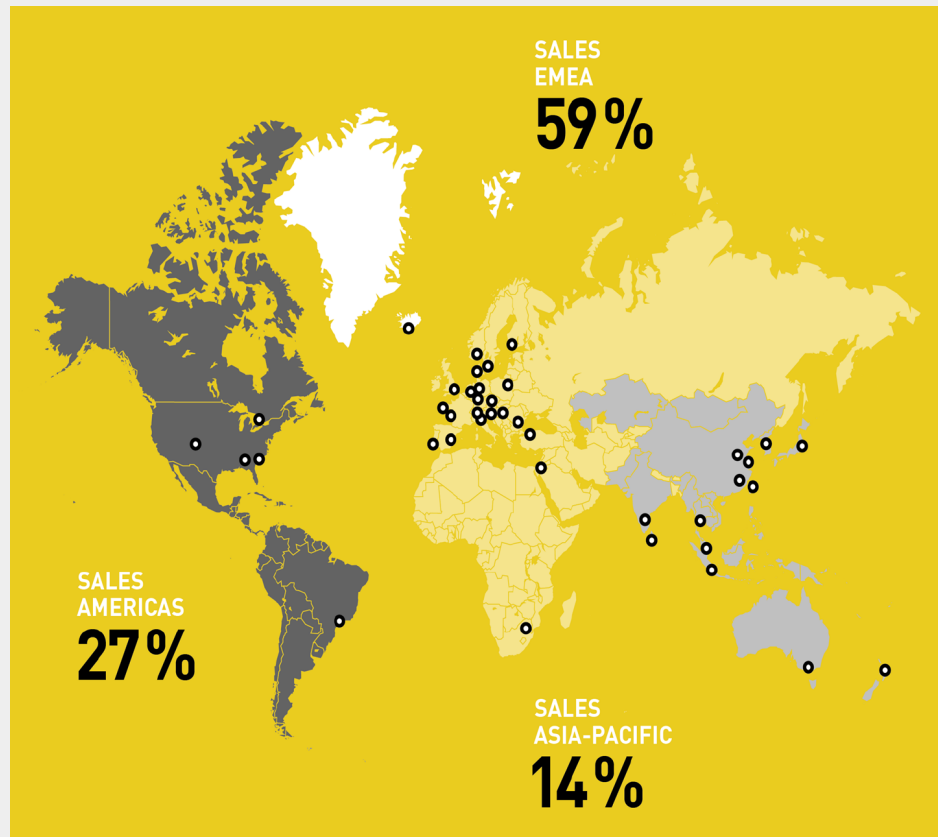 SALES
EMEA
59%
SALES
AMERICAS
27%
SALES
ASIA-PACIFIC
14%